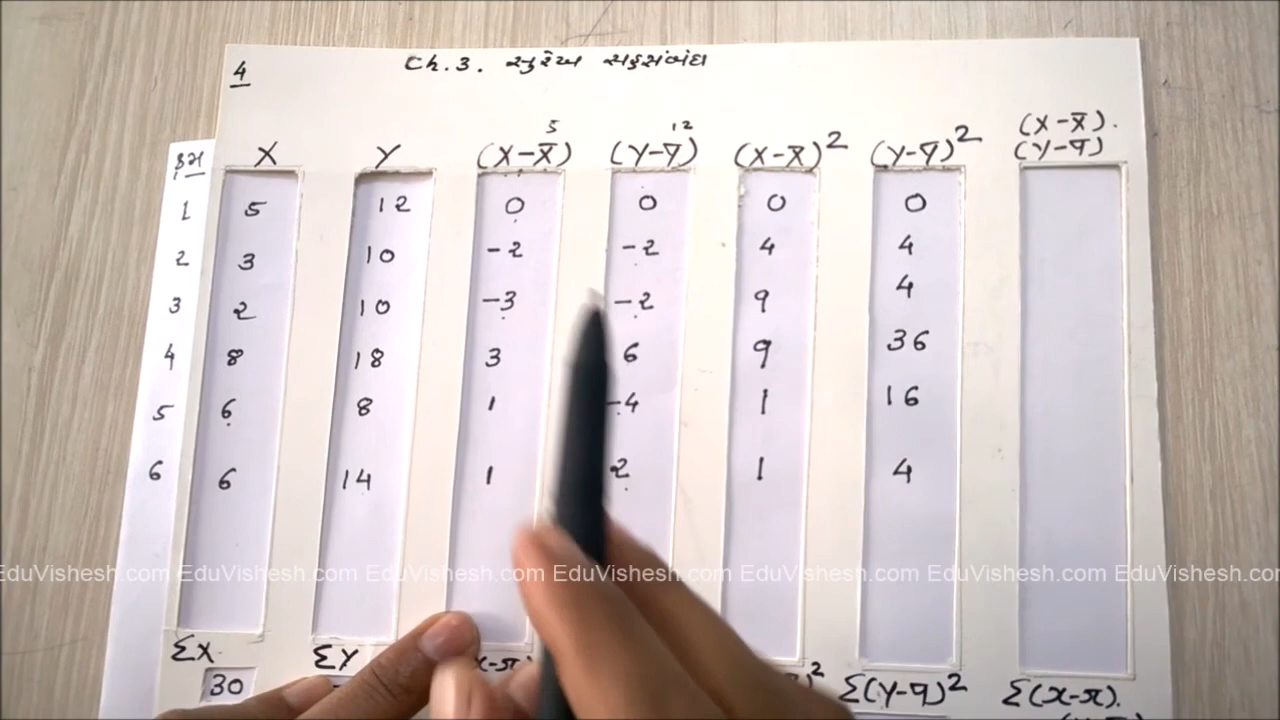 4 Ch. 3. સુરેખ સહસંબંધ
ક્રમ X Y (X-X̄) 5 (Y-Ȳ) 12 (X-X̄)² (Y-Ȳ)² (X-X̄). (Y-Ȳ)
1 5 12 0 0 0 0
2 3 10 -2 -2 4 4
3 2 10 -3 -2 9 4
4 8 18 3 6 9 36
5 6 8 1 -4 1 16
6 6 14 1 2 1 4
EduVishesh.com EduVishesh.com EduVishesh.com EduVishesh.com EduVishesh.com EduVishesh.com EduVishesh.com
ΣX ΣY Σ(Y-Ȳ)² Σ(x-x̄).
30